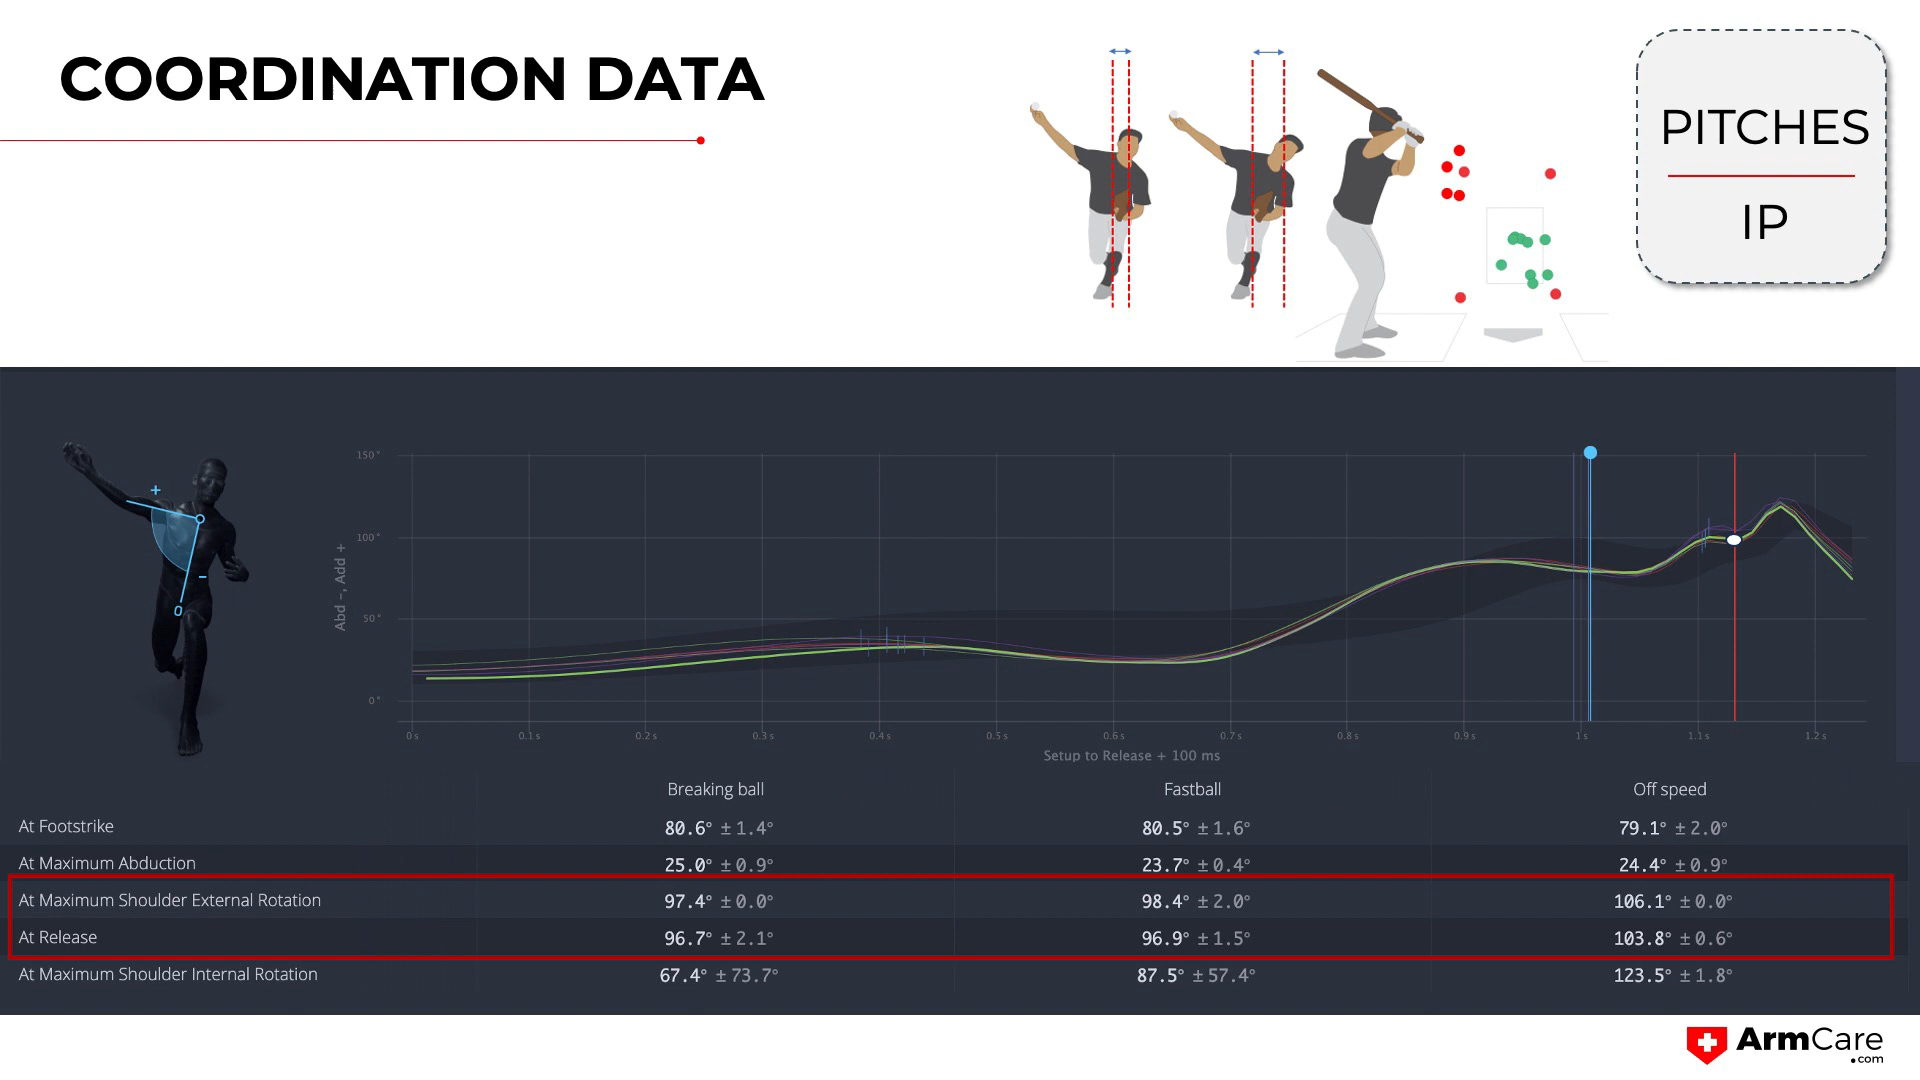 COORDINATION DATA
PITCHES
IP
+
−
0
Abd -, Add +
150°
100°
50°
0°
0 s 0.1 s 0.2 s 0.3 s 0.4 s 0.5 s 0.6 s 0.7 s 0.8 s 0.9 s 1 s 1.1 s 1.2 s
Setup to Release + 100 ms
Breaking ball Fastball Off speed
At Footstrike 80.6° ± 1.4° 80.5° ± 1.6° 79.1° ± 2.0°
At Maximum Abduction 25.0° ± 0.9° 23.7° ± 0.4° 24.4° ± 0.9°
At Maximum Shoulder External Rotation 97.4° ± 0.0° 98.4° ± 2.0° 106.1° ± 0.0°
At Release 96.7° ± 2.1° 96.9° ± 1.5° 103.8° ± 0.6°
At Maximum Shoulder Internal Rotation 67.4° ± 73.7° 87.5° ± 57.4° 123.5° ± 1.8°
ArmCare
.com